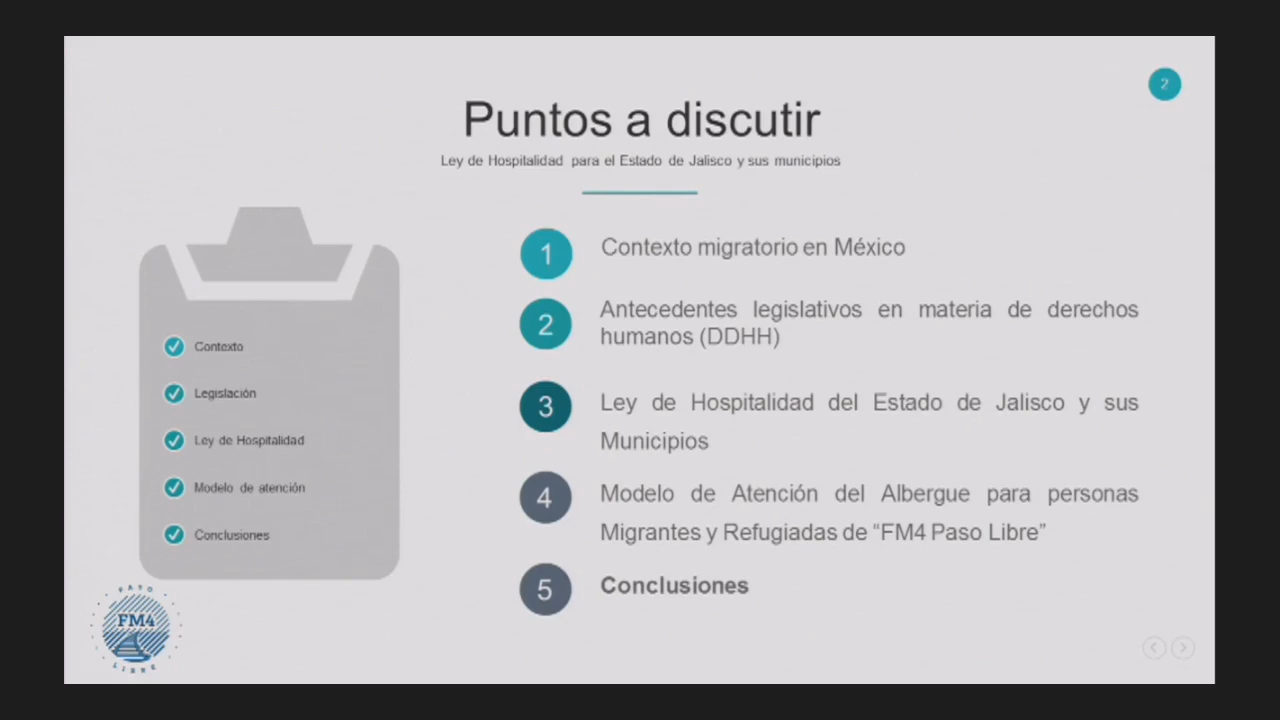 2
Puntos a discutir
Ley de Hospitalidad para el Estado de Jalisco y sus municipios
Contexto
Legislación
Ley de Hospitalidad
Modelo de atención
Conclusiones
1 Contexto migratorio en México
2 Antecedentes legislativos en materia de derechos
humanos (DDHH)
3 Ley de Hospitalidad del Estado de Jalisco y sus
Municipios
4 Modelo de Atención del Albergue para personas
Migrantes y Refugiadas de “FM4 Paso Libre”
5 Conclusiones
PASO
FM4
LIBRE